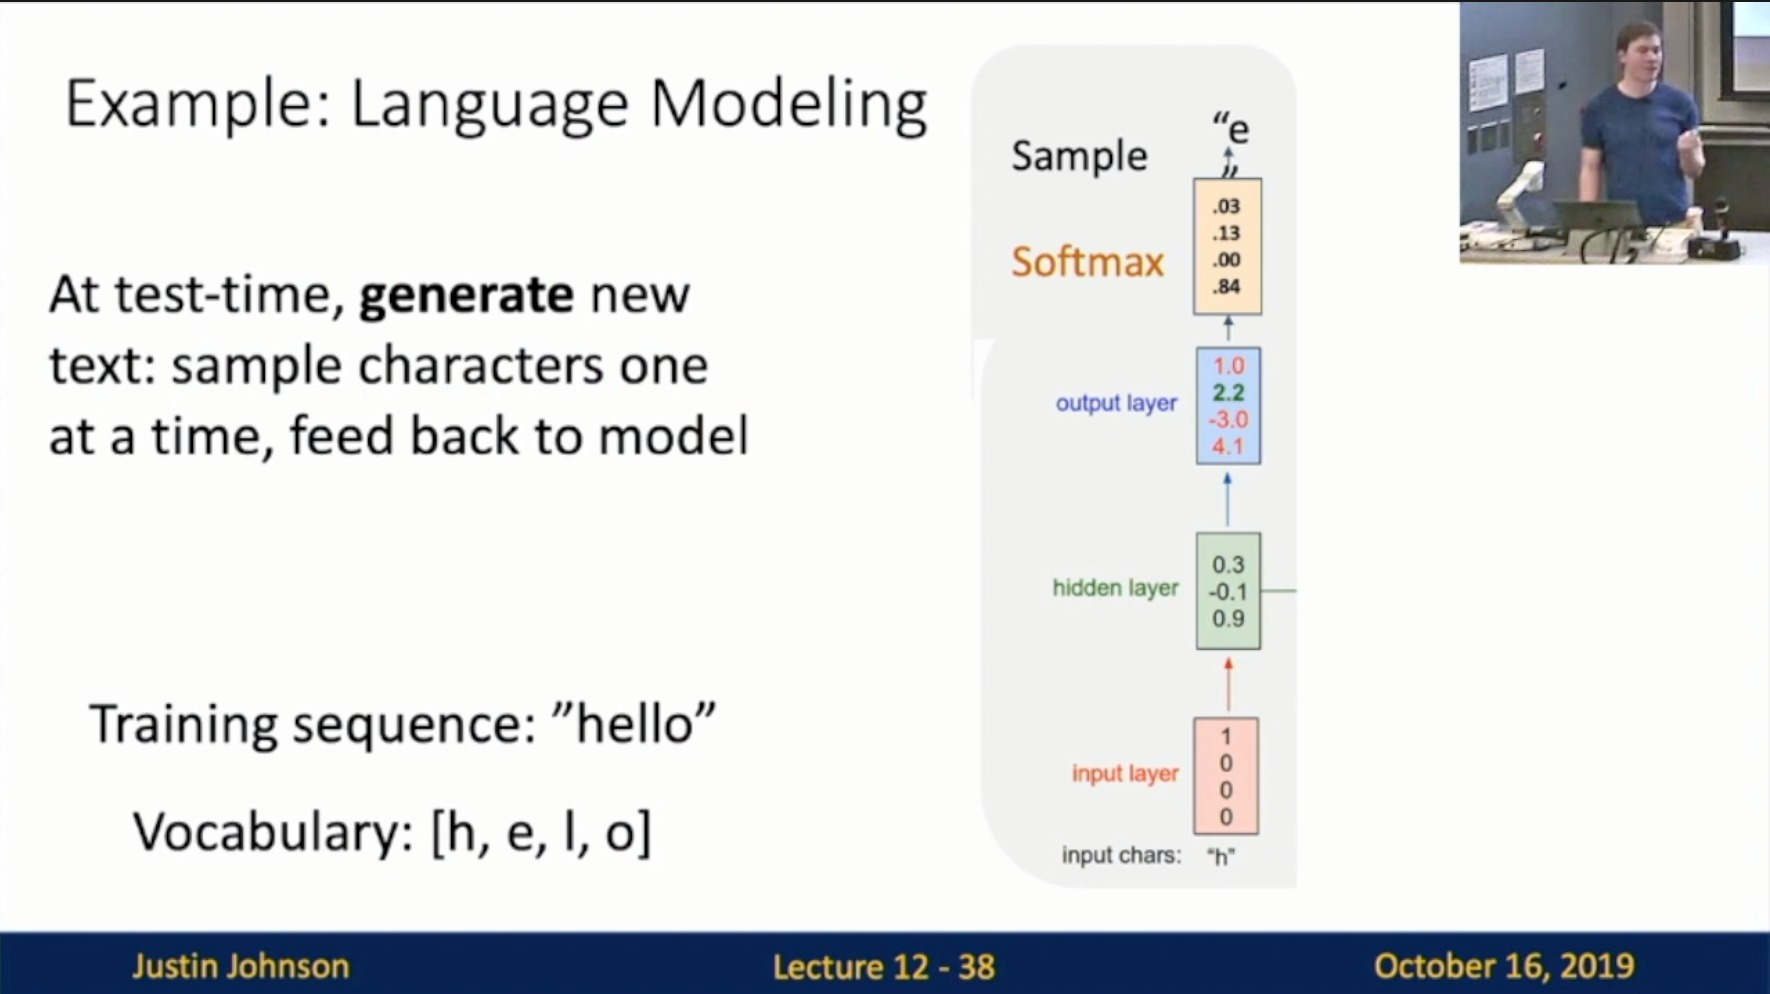 Example: Language Modeling
At test-time, generate new
text: sample characters one
at a time, feed back to model
Training sequence: ”hello”
Vocabulary: [h, e, l, o]
Sample
“e
”
Softmax
.03
.13
.00
.84
output layer
1.0
2.2
-3.0
4.1
hidden layer
0.3
-0.1
0.9
input layer
1
0
0
0
input chars: “h”
Justin Johnson
Lecture 12 - 38
October 16, 2019